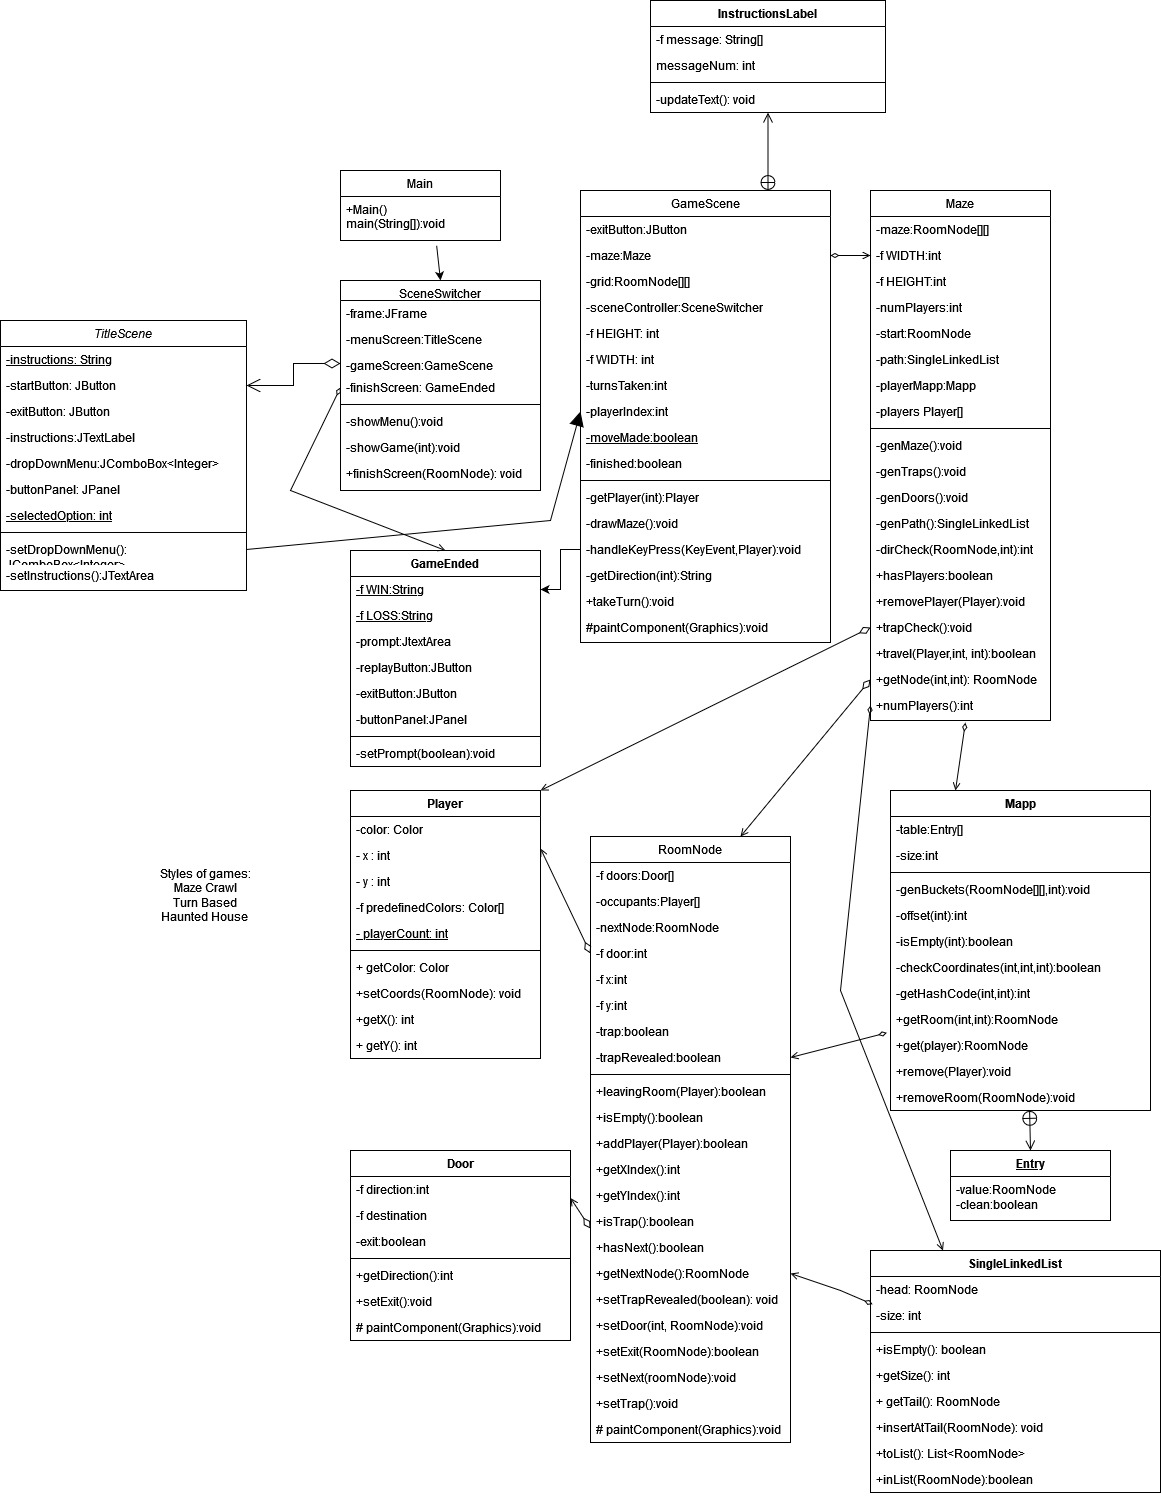 InstructionsLabel
-f message: String[]
messageNum: int
-updateText(): void
Main
+Main()
main(String[]):void
SceneSwitcher
-frame:JFrame
-menuScreen:TitleScene
-gameScreen:GameScene
-finishScreen: GameEnded
-showMenu():void
-showGame(int):void
+finishScreen(RoomNode): void
GameScene
-exitButton:JButton
-maze:Maze
-grid:RoomNode[][]
-sceneController:SceneSwitcher
-f HEIGHT: int
-f WIDTH: int
-turnsTaken:int
-playerIndex:int
-moveMade:boolean
-finished:boolean
-getPlayer(int):Player
-drawMaze():void
-handleKeyPress(KeyEvent,Player):void
-getDirection(int):String
+takeTurn():void
#paintComponent(Graphics):void
Maze
-maze:RoomNode[][]
-f WIDTH:int
-f HEIGHT:int
-numPlayers:int
-start:RoomNode
-path:SingleLinkedList
-playerMapp:Mapp
-players Player[]
-genMaze():void
-genTraps():void
-genDoors():void
-genPath():SingleLinkedList
-dirCheck(RoomNode,int):int
+hasPlayers:boolean
+removePlayer(Player):void
+trapCheck():void
+travel(Player,int, int):boolean
+getNode(int,int): RoomNode
+numPlayers():int
TitleScene
-instructions: String
-startButton: JButton
-exitButton: JButton
-instructions:JTextLabel
-dropDownMenu:JComboBox<Integer>
-buttonPanel: JPanel
-selectedOption: int
-setDropDownMenu():
JComboBox<Integer>
-setInstructions():JTextArea
GameEnded
-f WIN:String
-f LOSS:String
-prompt:JtextArea
-replayButton:JButton
-exitButton:JButton
-buttonPanel:JPanel
-setPrompt(boolean):void
Player
-color: Color
- x : int
- y : int
-f predefinedColors: Color[]
- playerCount: int
+ getColor: Color
+setCoords(RoomNode): void
+getX(): int
+ getY(): int
Styles of games:
Maze Crawl
Turn Based
Haunted House
RoomNode
-f doors:Door[]
-occupants:Player[]
-nextNode:RoomNode
-f door:int
-f x:int
-f y:int
-trap:boolean
-trapRevealed:boolean
+leavingRoom(Player):boolean
+isEmpty():boolean
+addPlayer(Player):boolean
+getXIndex():int
+getYIndex():int
+isTrap():boolean
+hasNext():boolean
+getNextNode():RoomNode
+setTrapRevealed(boolean): void
+setDoor(int, RoomNode):void
+setExit(RoomNode):boolean
+setNext(roomNode):void
+setTrap():void
# paintComponent(Graphics):void
Mapp
-table:Entry[]
-size:int
-genBuckets(RoomNode[][],int):void
-offset(int):int
-isEmpty(int):boolean
-checkCoordinates(int,int,int):boolean
-getHashCode(int,int):int
+getRoom(int,int):RoomNode
+get(player):RoomNode
+remove(Player):void
+removeRoom(RoomNode):void
Entry
-value:RoomNode
-clean:boolean
Door
-f direction:int
-f destination
-exit:boolean
+getDirection():int
+setExit():void
# paintComponent(Graphics):void
SingleLinkedList
-head: RoomNode
-size: int
+isEmpty(): boolean
+getSize(): int
+ getTail(): RoomNode
+insertAtTail(RoomNode): void
+toList(): List<RoomNode>
+inList(RoomNode):boolean